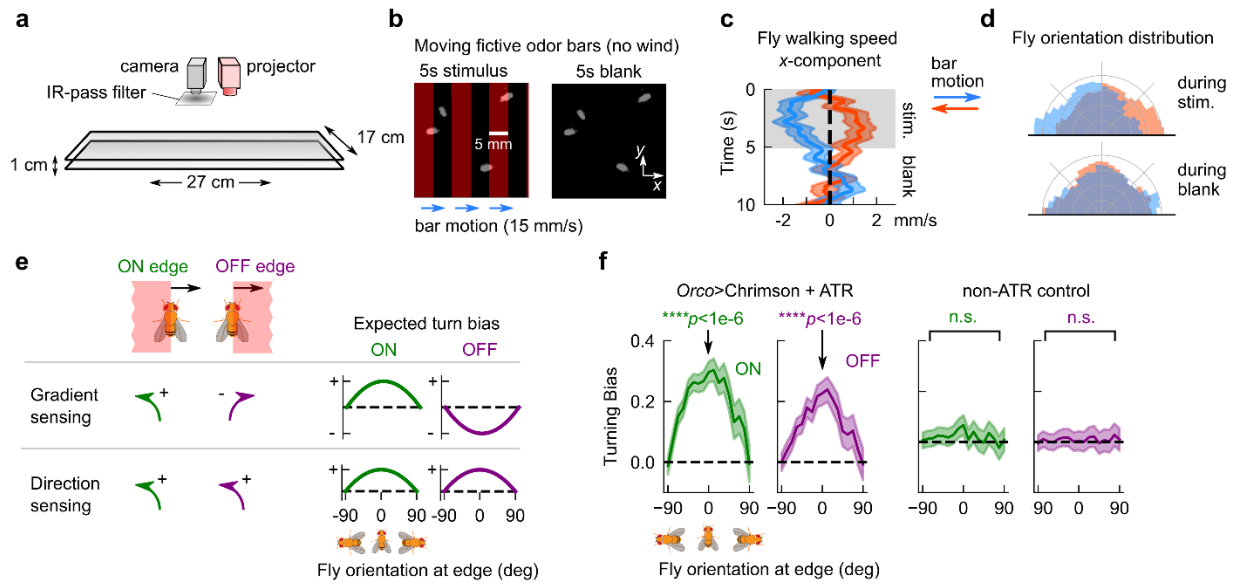 a
camera
projector
IR-pass filter
17 cm
1 cm
27 cm
b
Moving fictive odor bars (no wind)
5s stimulus
5s blank
5 mm
y
x
bar motion (15 mm/s)
c
Fly walking speed
x-component
0
5
10
Time (s)
stim.
blank
-2 0 2 mm/s
bar
motion
d
Fly orientation distribution
during
stim.
during
blank
e
ON edge
OFF edge
Expected turn bias
ON
OFF
Gradient
sensing
+
-
+
-
-
-
Direction
sensing
+
+
+
-
+
-
-90 0 90
-90 0 90
Fly orientation at edge (deg)
f
Orco>Chrimson + ATR
non-ATR control
****p<1e-6
****p<1e-6
n.s.
n.s.
ON
OFF
0.4
0.2
0.0
Turning Bias
−90 0 90
−90 0 90
−90 0 90
−90 0 90
Fly orientation at edge (deg)